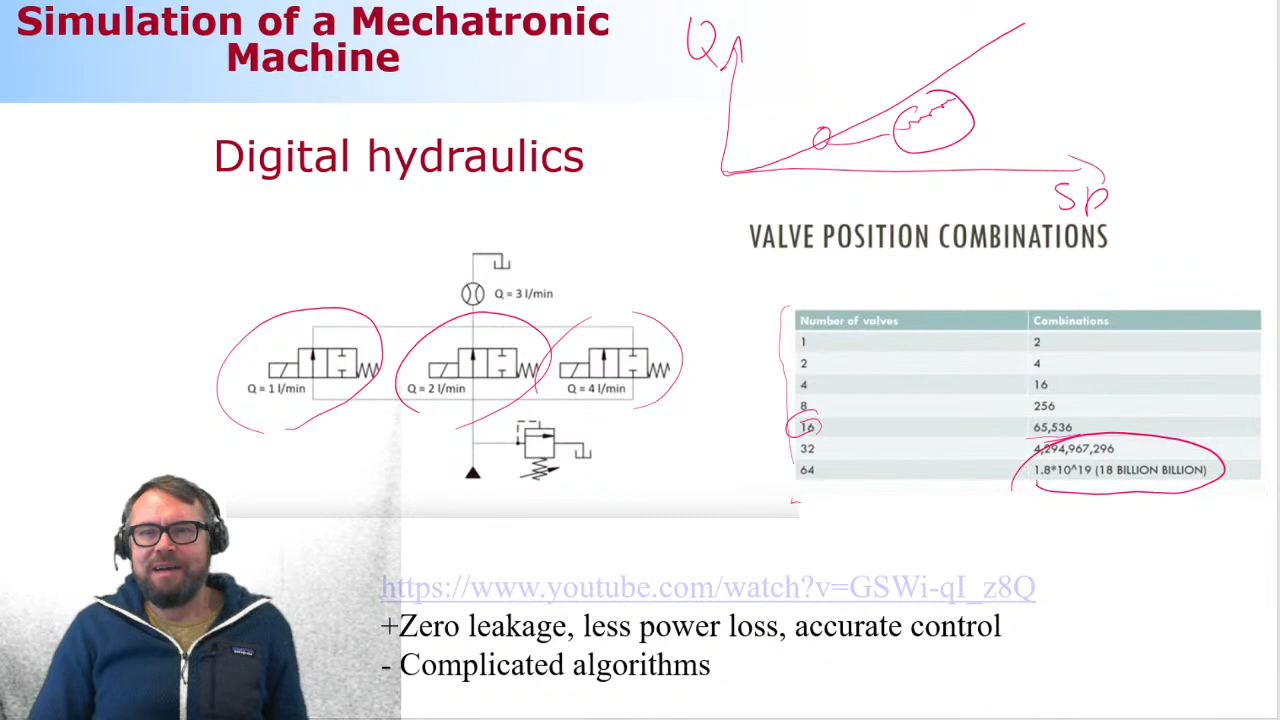 Simulation of a Mechatronic
Machine
Q
Sp
Digital hydraulics
VALVE POSITION COMBINATIONS
Q = 3 l/min
Q = 1 l/min
Q = 2 l/min
Q = 4 l/min
Number of valves Combinations
1 2
2 4
4 16
8 256
16 65,536
32 4,294,967,296
64 1.8*10^19 (18 BILLION BILLION)
https://www.youtube.com/watch?v=GSWi-qI_z8Q
+Zero leakage, less power loss, accurate control
- Complicated algorithms